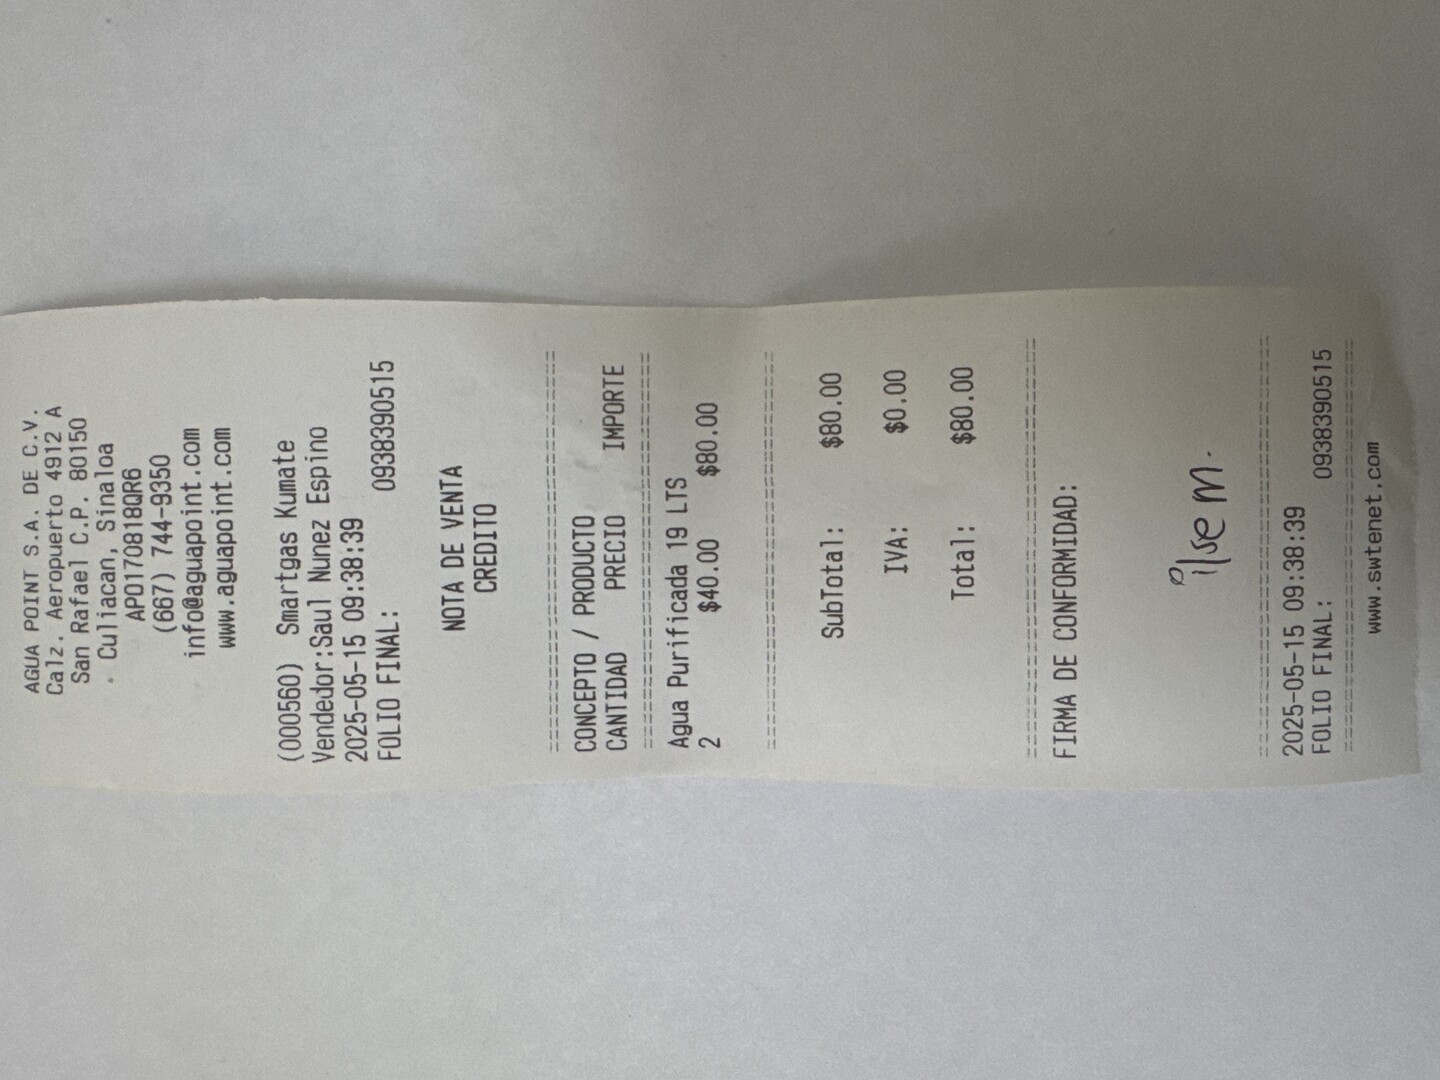 AGUA POINT S.A. DE C.V.
Calz. Aeropuerto 4912 A
San Rafael C.P. 80150
Culiacan, Sinaloa
APO170818QR6
(667) 744-9350
info@aguapoint.com
www.aguapoint.com
(000560) Smartgas Kumate
Vendedor:Saul Nunez Espino
2025-05-15 09:38:39
FOLIO FINAL: 0938390515
NOTA DE VENTA
CREDITO
CONCEPTO / PRODUCTO
CANTIDAD PRECIO IMPORTE
Agua Purificada 19 LTS
2 $40.00 $80.00
SubTotal: $80.00
IVA: $0.00
Total: $80.00
FIRMA DE CONFORMIDAD:
ilse m.
2025-05-15 09:38:39
FOLIO FINAL: 0938390515
www.swtenet.com